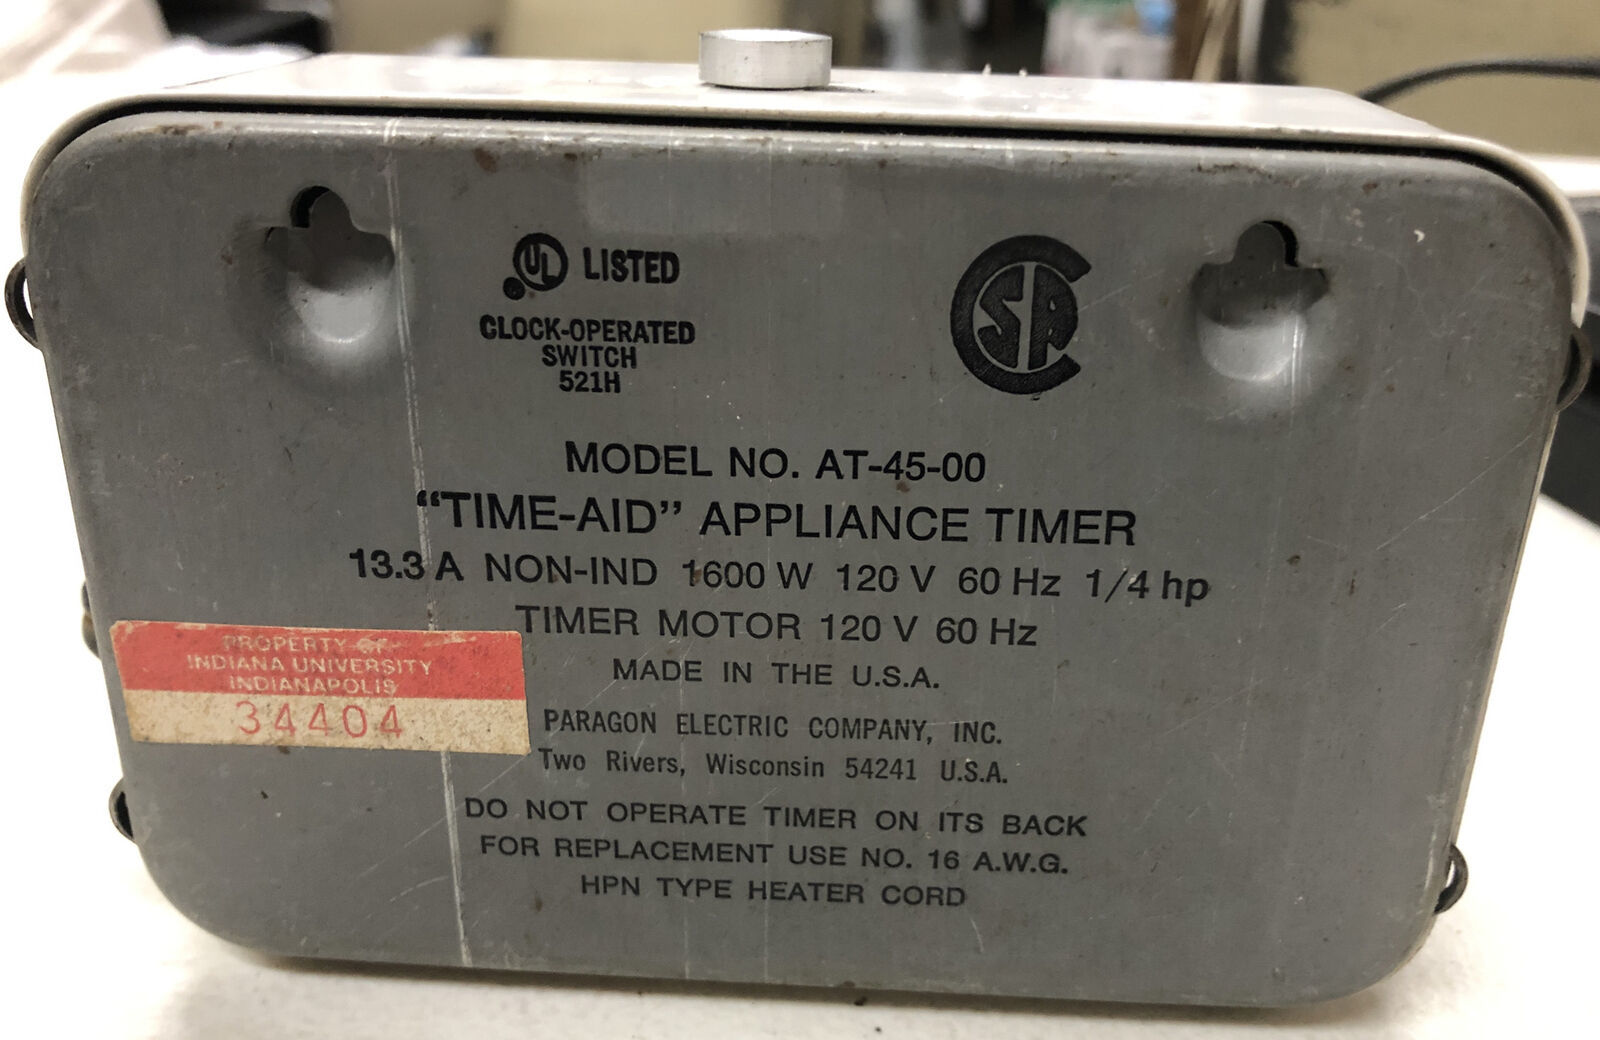 UL LISTED
CLOCK-OPERATED
SWITCH
521H
CSA
MODEL NO. AT-45-00
“TIME-AID” APPLIANCE TIMER
13.3 A NON-IND 1600 W 120 V 60 Hz 1/4 hp
TIMER MOTOR 120 V 60 Hz
MADE IN THE U.S.A.
PARAGON ELECTRIC COMPANY, INC.
Two Rivers, Wisconsin 54241 U.S.A.
DO NOT OPERATE TIMER ON ITS BACK
FOR REPLACEMENT USE NO. 16 A.W.G.
HPN TYPE HEATER CORD
PROPERTY OF
INDIANA UNIVERSITY
INDIANAPOLIS
34404